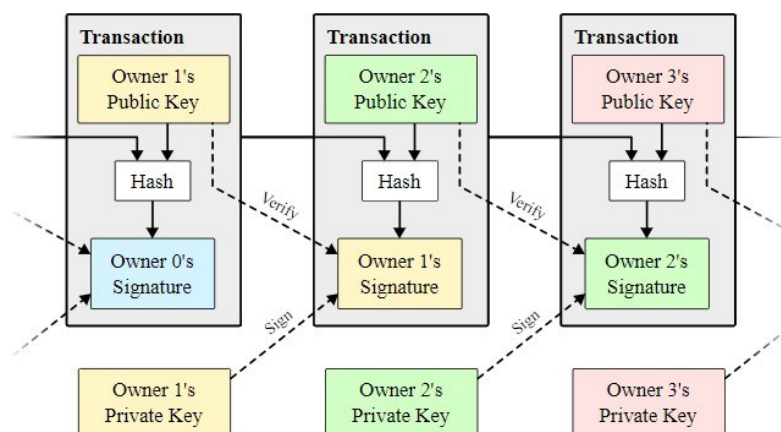 Transaction
Transaction
Transaction
Owner 1's
Public Key
Owner 2's
Public Key
Owner 3's
Public Key
Hash
Hash
Hash
Verify
Verify
Owner 0's
Signature
Owner 1's
Signature
Owner 2's
Signature
Sign
Sign
Owner 1's
Private Key
Owner 2's
Private Key
Owner 3's
Private Key